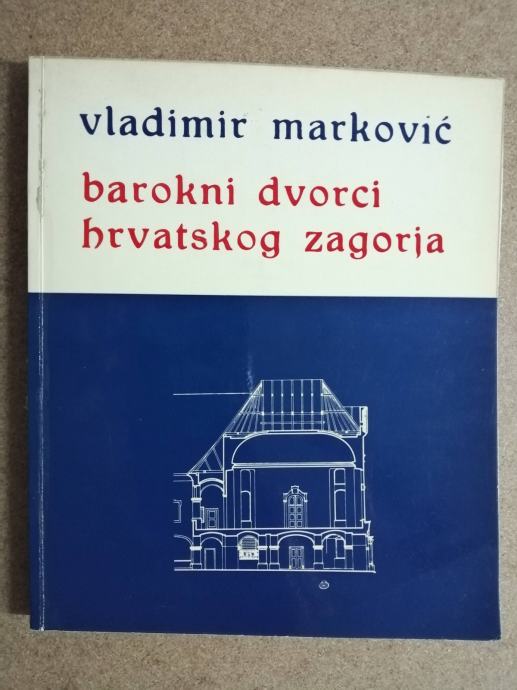 vladimir marković
barokni dvorci
hrvatskog zagorja